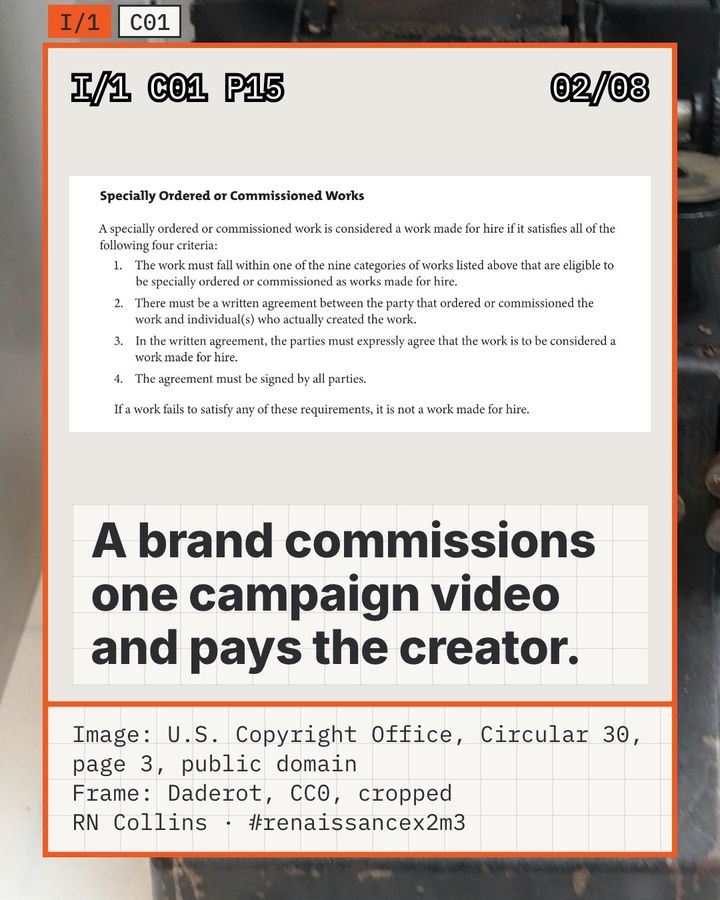 I/1 C01
I/1 C01 P15 02/08
Specially Ordered or Commissioned Works
A specially ordered or commissioned work is considered a work made for hire if it satisfies all of the
following four criteria:
1. The work must fall within one of the nine categories of works listed above that are eligible to
be specially ordered or commissioned as works made for hire.
2. There must be a written agreement between the party that ordered or commissioned the
work and individual(s) who actually created the work.
3. In the written agreement, the parties must expressly agree that the work is to be considered a
work made for hire.
4. The agreement must be signed by all parties.
If a work fails to satisfy any of these requirements, it is not a work made for hire.
A brand commissions
one campaign video
and pays the creator.
Image: U.S. Copyright Office, Circular 30,
page 3, public domain
Frame: Daderot, CC0, cropped
RN Collins · #renaissancex2m3